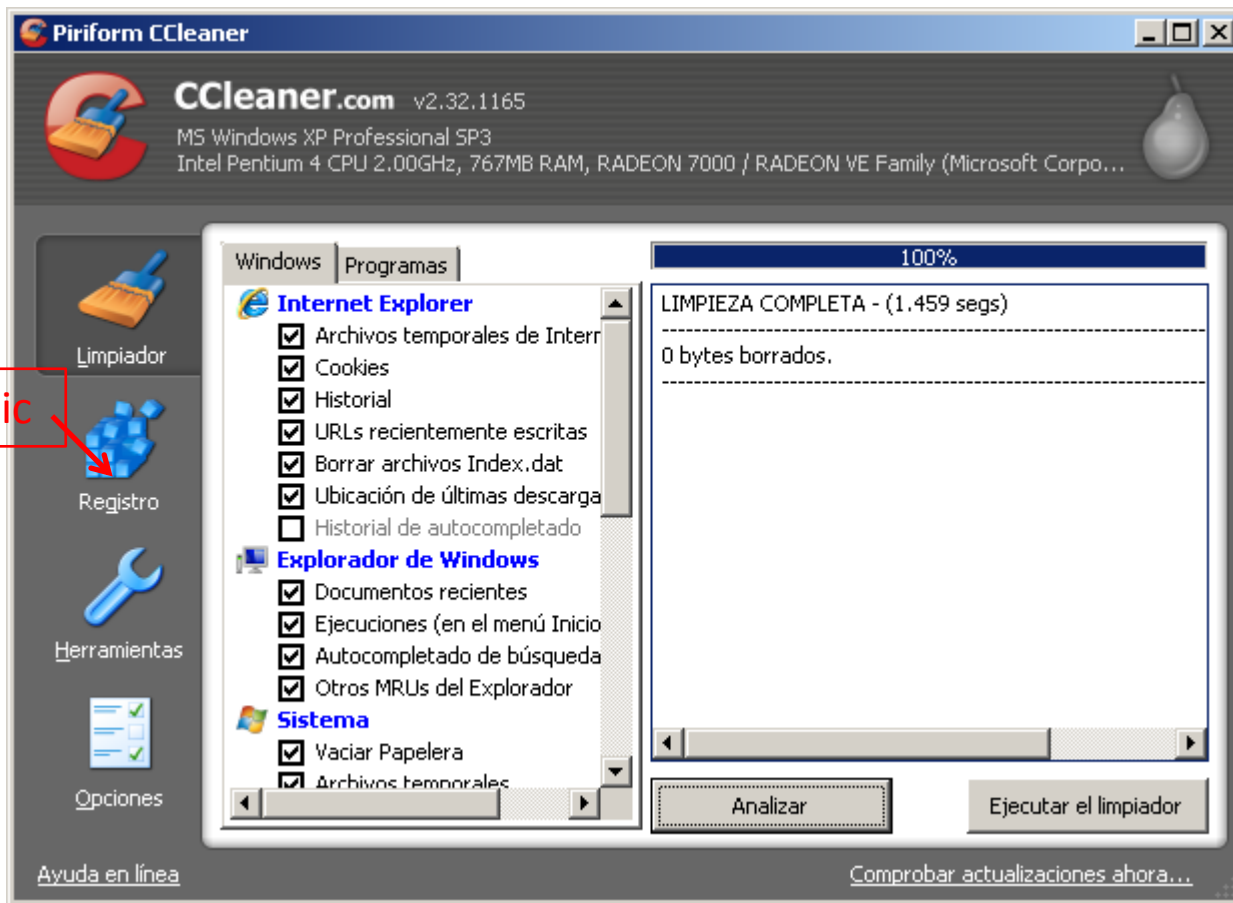 Piriform CCleaner
CCleaner.com v2.32.1165
MS Windows XP Professional SP3
Intel Pentium 4 CPU 2.00GHz, 767MB RAM, RADEON 7000 / RADEON VE Family (Microsoft Corpo...
Limpiador
ic
Registro
Herramientas
Opciones
Windows
Programas
Internet Explorer
Archivos temporales de Intern
Cookies
Historial
URLs recientemente escritas
Borrar archivos Index.dat
Ubicación de últimas descarga
Historial de autocompletado
Explorador de Windows
Documentos recientes
Ejecuciones (en el menú Inicio
Autocompletado de búsqueda
Otros MRUs del Explorador
Sistema
Vaciar Papelera
Archivos temporales
100%
LIMPIEZA COMPLETA - (1.459 segs)
0 bytes borrados.
Analizar
Ejecutar el limpiador
Ayuda en línea
Comprobar actualizaciones ahora...